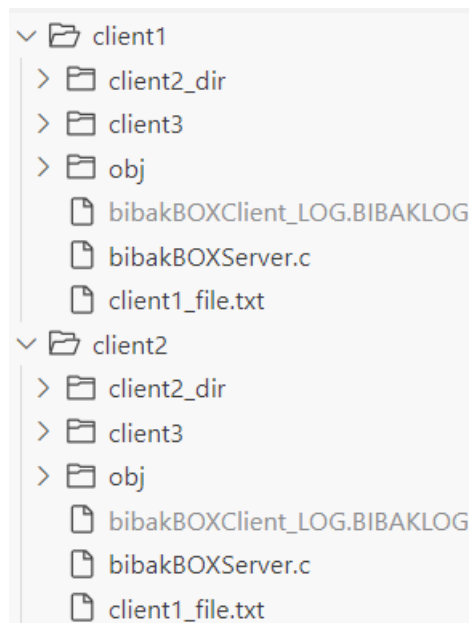 client1
client2_dir
client3
obj
bibakBOXClient_LOG.BIBAKLOG
bibakBOXServer.c
client1_file.txt
client2
client2_dir
client3
obj
bibakBOXClient_LOG.BIBAKLOG
bibakBOXServer.c
client1_file.txt